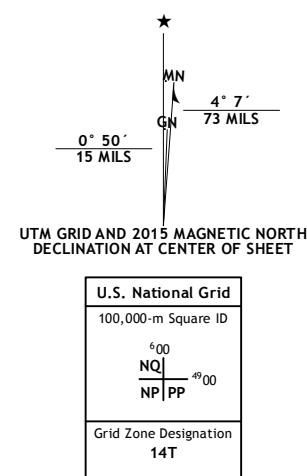 ★
MN
4° 7´
73 MILS
GN
0° 50´
15 MILS
UTM GRID AND 2015 MAGNETIC NORTH
DECLINATION AT CENTER OF SHEET
U.S. National Grid
100,000-m Square ID
⁶00
NQ
⁴⁹00
NP PP
Grid Zone Designation
14T